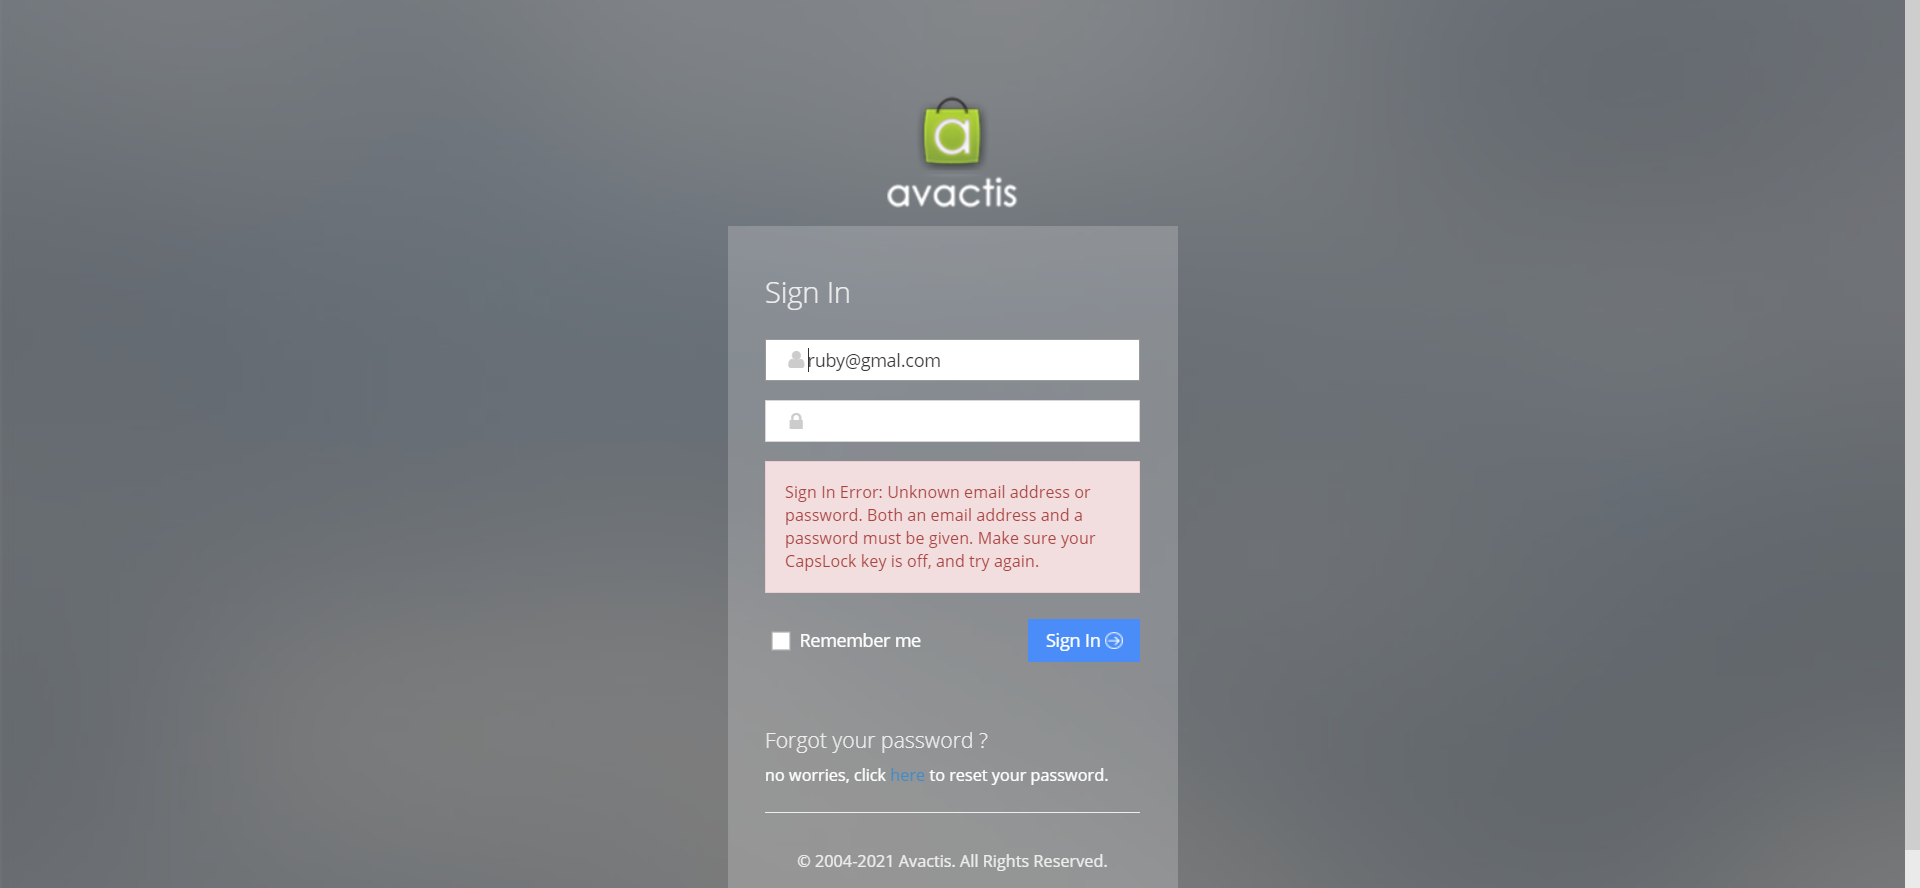 a
avactis
Sign In
ruby@gmal.com
Sign In Error: Unknown email address or
password. Both an email address and a
password must be given. Make sure your
CapsLock key is off, and try again.
Remember me
Sign In
Forgot your password ?
no worries, click here to reset your password.
© 2004-2021 Avactis. All Rights Reserved.